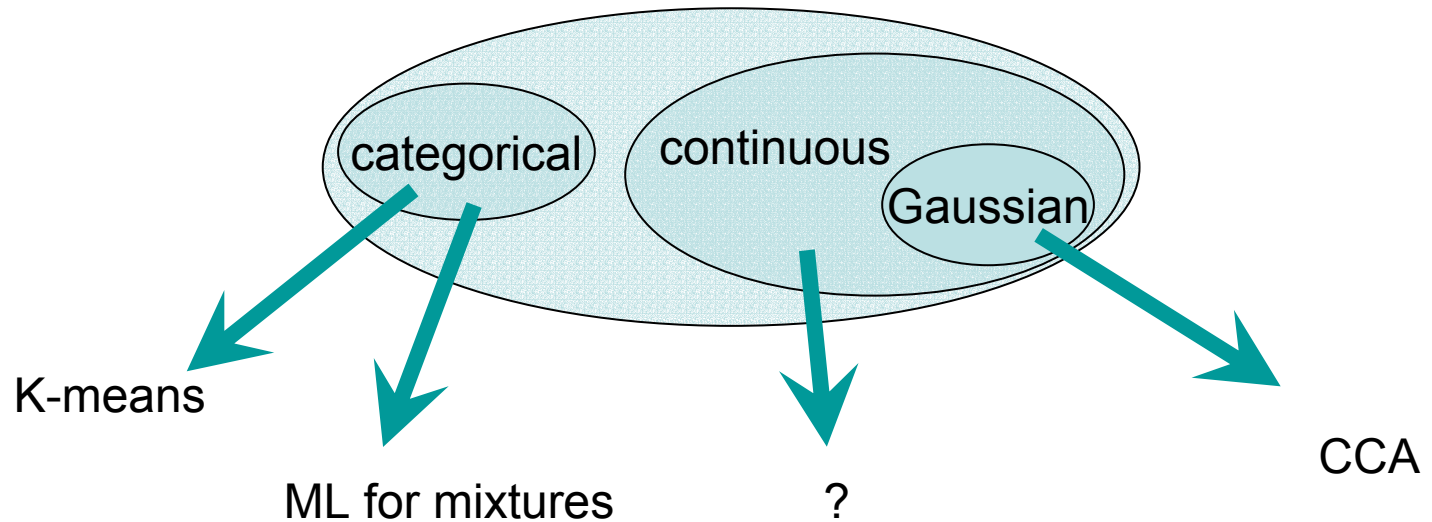 categorical
continuous
Gaussian
K-means
ML for mixtures
?
CCA